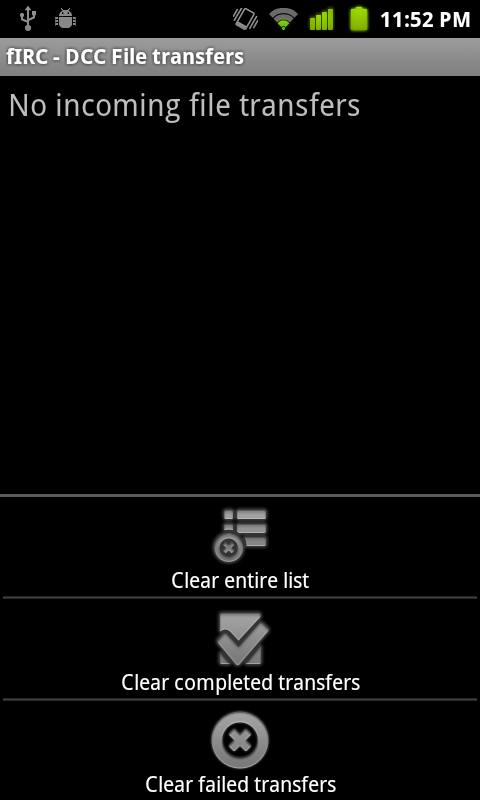 11:52 PM
fIRC - DCC File transfers
No incoming file transfers
Clear entire list
Clear completed transfers
Clear failed transfers